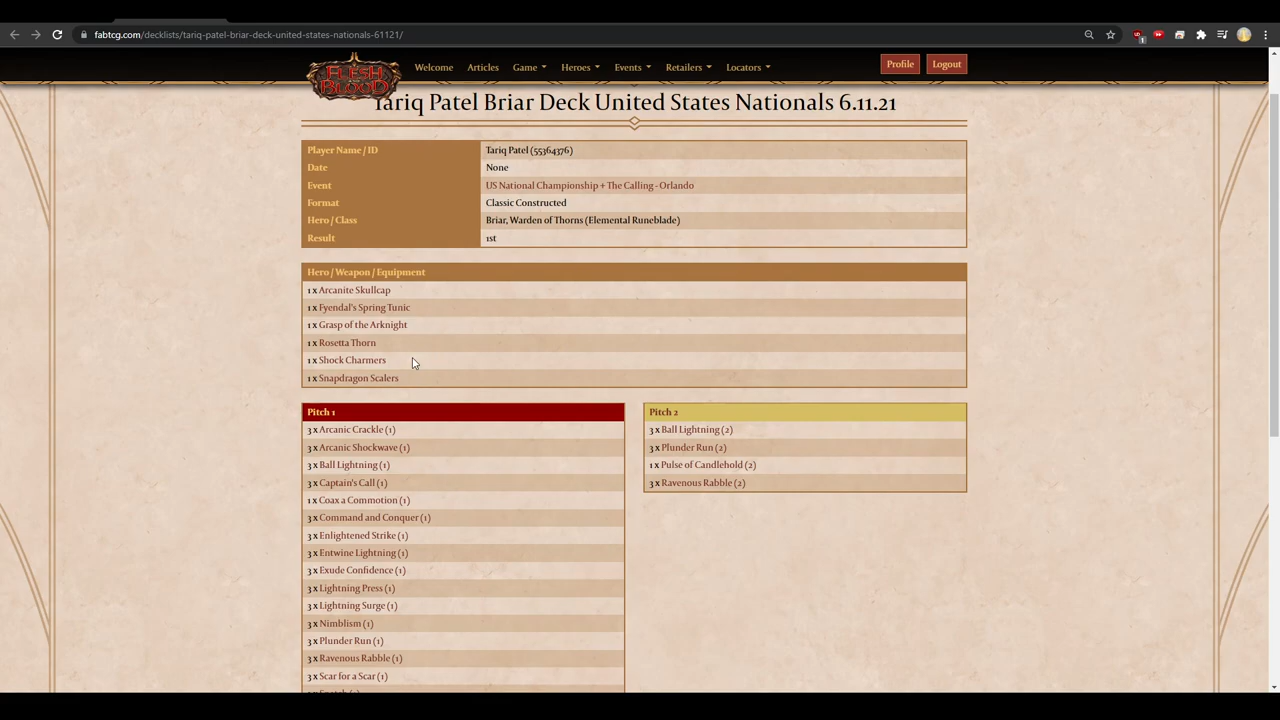 fabtcg.com/decklists/tariq-patel-briar-deck-united-states-nationals-61121/
1
FLESH
BLOOD
Welcome
Articles
Game
Heroes
Events
Retailers
Locators
Profile
Logout
Tariq Patel Briar Deck United States Nationals 6.11.21
Player Name / ID Tariq Patel (55364376)
Date None
Event US National Championship + The Calling - Orlando
Format Classic Constructed
Hero / Class Briar, Warden of Thorns (Elemental Runeblade)
Result 1st
Hero / Weapon / Equipment
1 x Arcanite Skullcap
1 x Fyendal's Spring Tunic
1 x Grasp of the Arknight
1 x Rosetta Thorn
1 x Shock Charmers
1 x Snapdragon Scalers
Pitch 1
3 x Arcanic Crackle (1)
3 x Arcanic Shockwave (1)
3 x Ball Lightning (1)
3 x Captain's Call (1)
1 x Coax a Commotion (1)
3 x Command and Conquer (1)
3 x Enlightened Strike (1)
3 x Entwine Lightning (1)
3 x Exude Confidence (1)
3 x Lightning Press (1)
3 x Lightning Surge (1)
3 x Nimblism (1)
3 x Plunder Run (1)
3 x Ravenous Rabble (1)
3 x Scar for a Scar (1)
Pitch 2
3 x Ball Lightning (2)
3 x Plunder Run (2)
1 x Pulse of Candlehold (2)
3 x Ravenous Rabble (2)